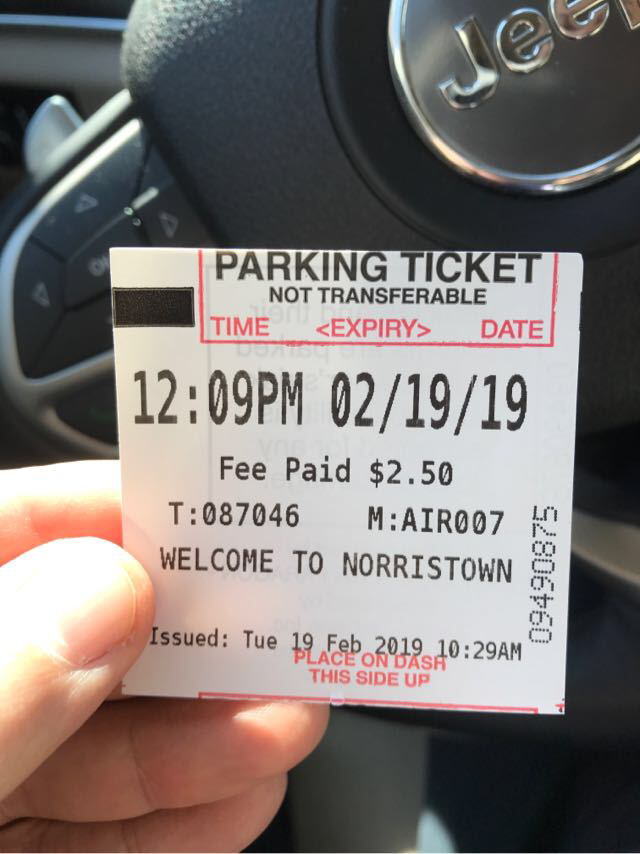 Jeep
PARKING TICKET
NOT TRANSFERABLE
TIME <EXPIRY> DATE
12:09PM 02/19/19
Fee Paid $2.50
T:087046 M:AIR007
WELCOME TO NORRISTOWN
09490875
Issued: Tue 19 Feb 2019 10:29AM
PLACE ON DASH
THIS SIDE UP